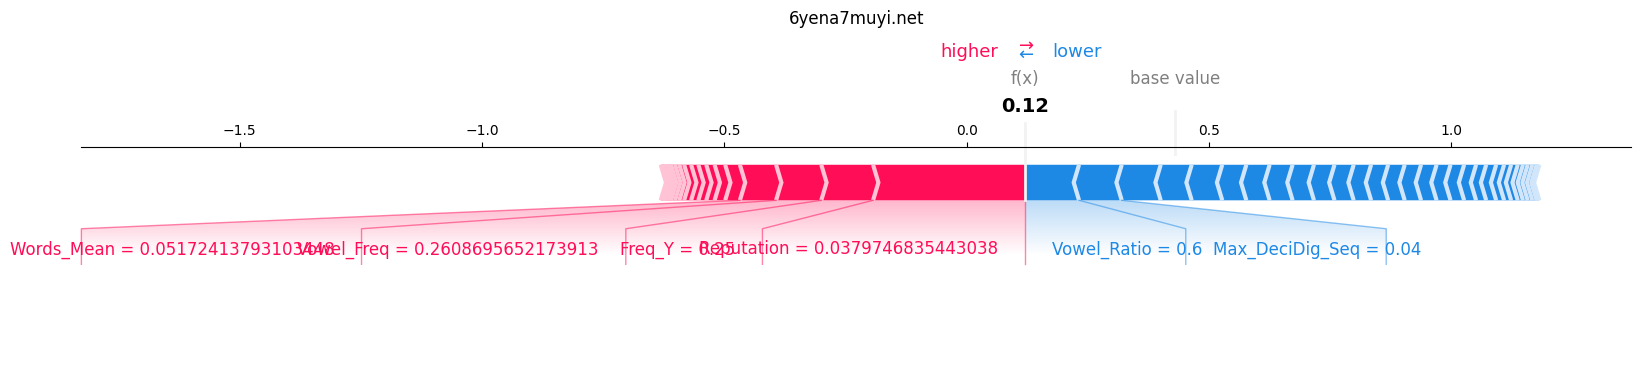 6yena7muyi.net
higher ⇄ lower
f(x) base value
0.12
−1.5 −1.0 −0.5 0.0 0.5 1.0
Words_Mean = 0.05172413793103448 Vowel_Freq = 0.2608695652173913 Freq_Y = 0.25 Reputation = 0.0379746835443038 Vowel_Ratio = 0.6 Max_DeciDig_Seq = 0.04